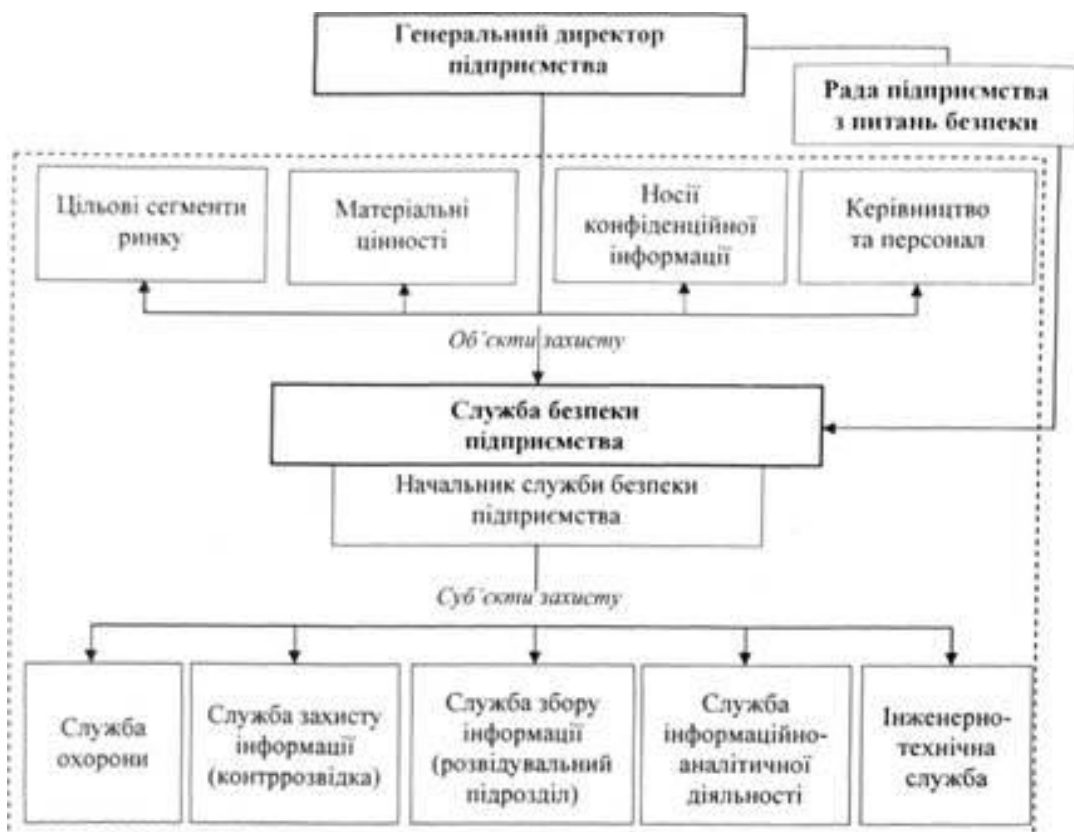 Генеральний директор
підприємства
Рада підприємства
з питань безпеки
Цільові сегменти
ринку
Матеріальні
цінності
Носії
конфіденційної
інформації
Керівництво
та персонал
Об´єкти захисту
Служба безпеки
підприємства
Начальник служби безпеки
підприємства
Суб´єкти захисту
Служба
охорони
Служба захисту
інформації
(контррозвідка)
Служба збору
інформації
(розвідувальний
підрозділ)
Служба
інформаційно-
аналітичної
діяльності
Інженерно-
технічна
служба